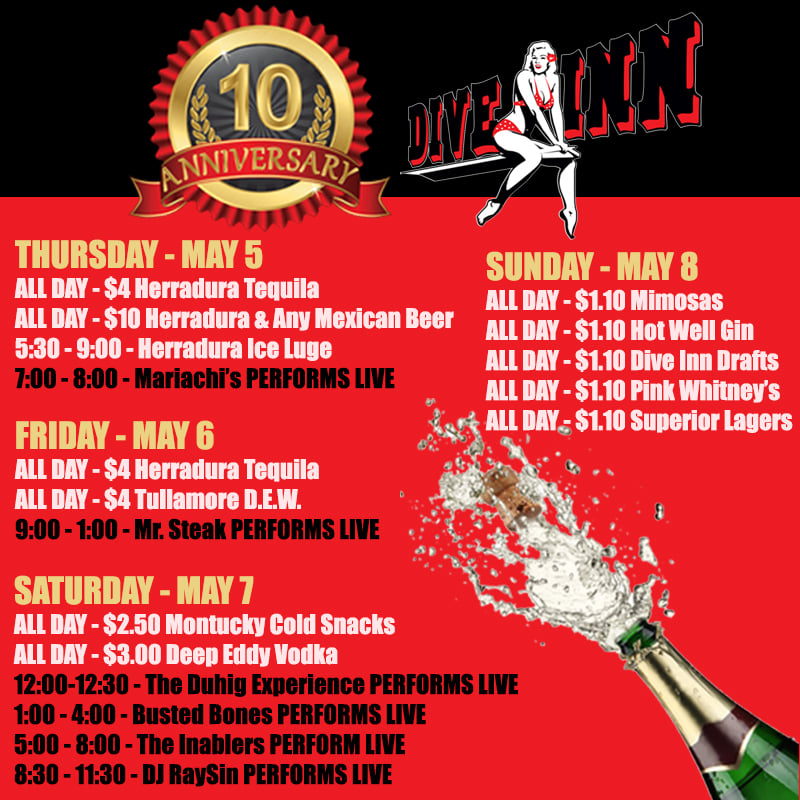 10
ANNIVERSARY
DIVE INN
THURSDAY - MAY 5
ALL DAY - $4 Herradura Tequila
ALL DAY - $10 Herradura & Any Mexican Beer
5:30 - 9:00 - Herradura Ice Luge
7:00 - 8:00 - Mariachi's PERFORMS LIVE
FRIDAY - MAY 6
ALL DAY - $4 Herradura Tequila
ALL DAY - $4 Tullamore D.E.W.
9:00 - 1:00 - Mr. Steak PERFORMS LIVE
SATURDAY - MAY 7
ALL DAY - $2.50 Montucky Cold Snacks
ALL DAY - $3.00 Deep Eddy Vodka
12:00-12:30 - The Duhig Experience PERFORMS LIVE
1:00 - 4:00 - Busted Bones PERFORMS LIVE
5:00 - 8:00 - The Inablers PERFORM LIVE
8:30 - 11:30 - DJ RaySin PERFORMS LIVE
SUNDAY - MAY 8
ALL DAY - $1.10 Mimosas
ALL DAY - $1.10 Hot Well Gin
ALL DAY - $1.10 Dive Inn Drafts
ALL DAY - $1.10 Pink Whitney's
ALL DAY - $1.10 Superior Lagers